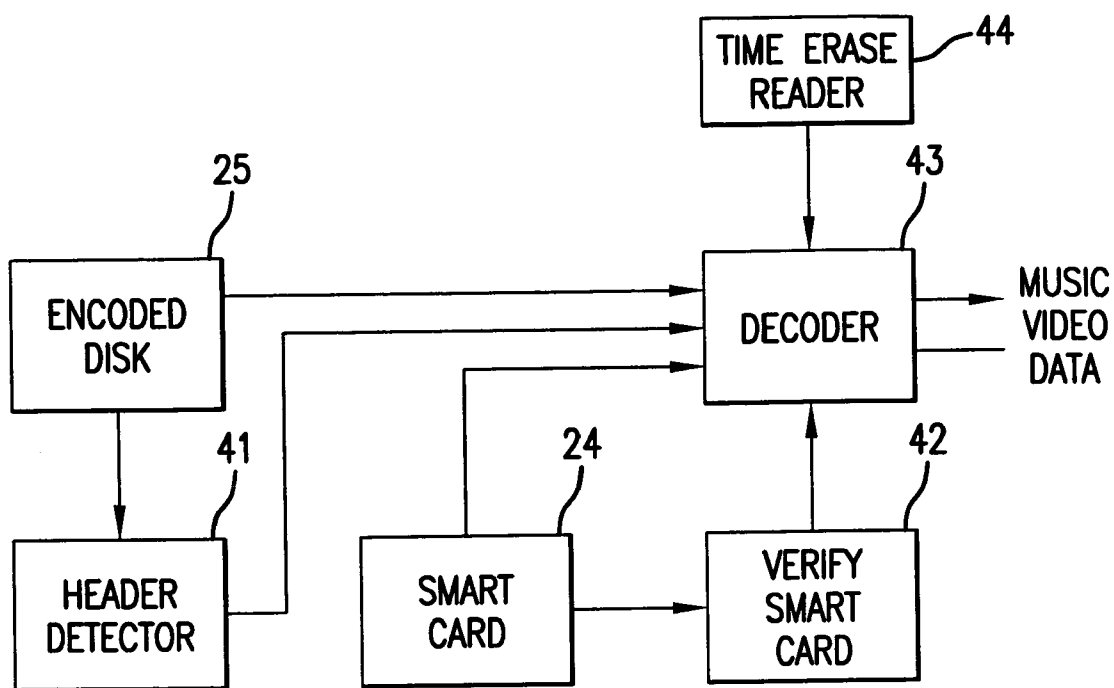 44
TIME ERASE
READER
25
43
ENCODED
DISK
DECODER
MUSIC
VIDEO
DATA
41
24
42
HEADER
DETECTOR
SMART
CARD
VERIFY
SMART
CARD